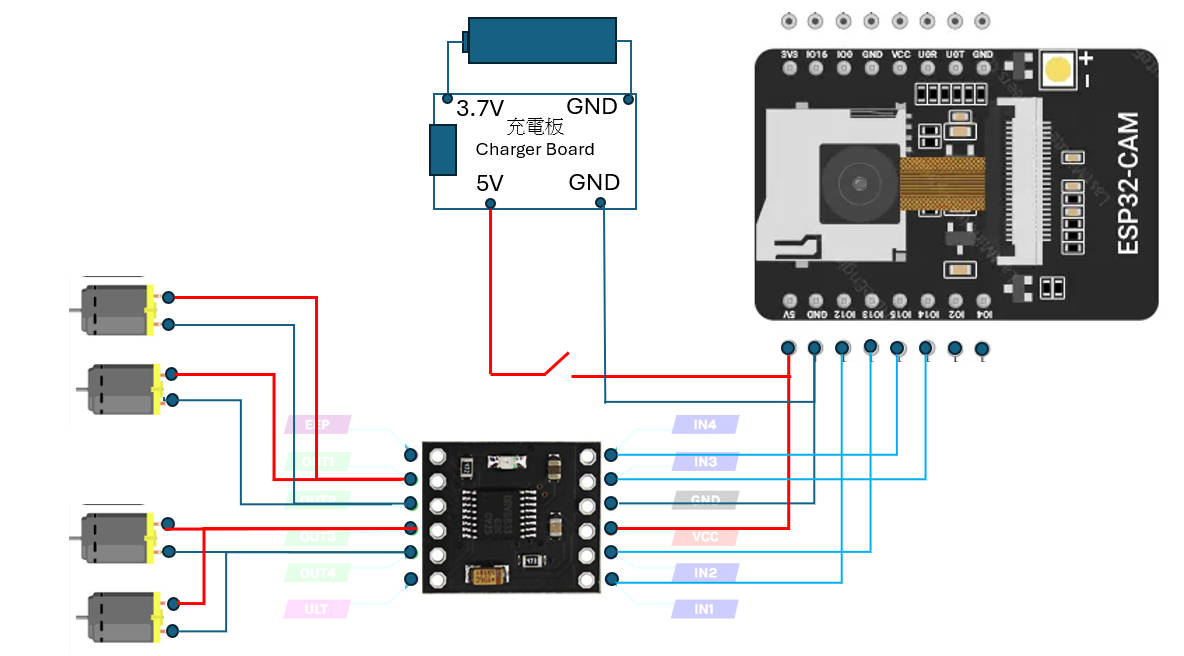 3.7V
GND
充電板
Charger Board
5V
GND
3V3 IO16 IO0 GND VCC U0R U0T GND
+
-
ESP32-CAM
5V GND IO12 IO13 IO15 IO14 IO2 IO4
EEP
OUT1
OUT2
OUT3
OUT4
ULT
IN4
IN3
GND
VCC
IN2
IN1